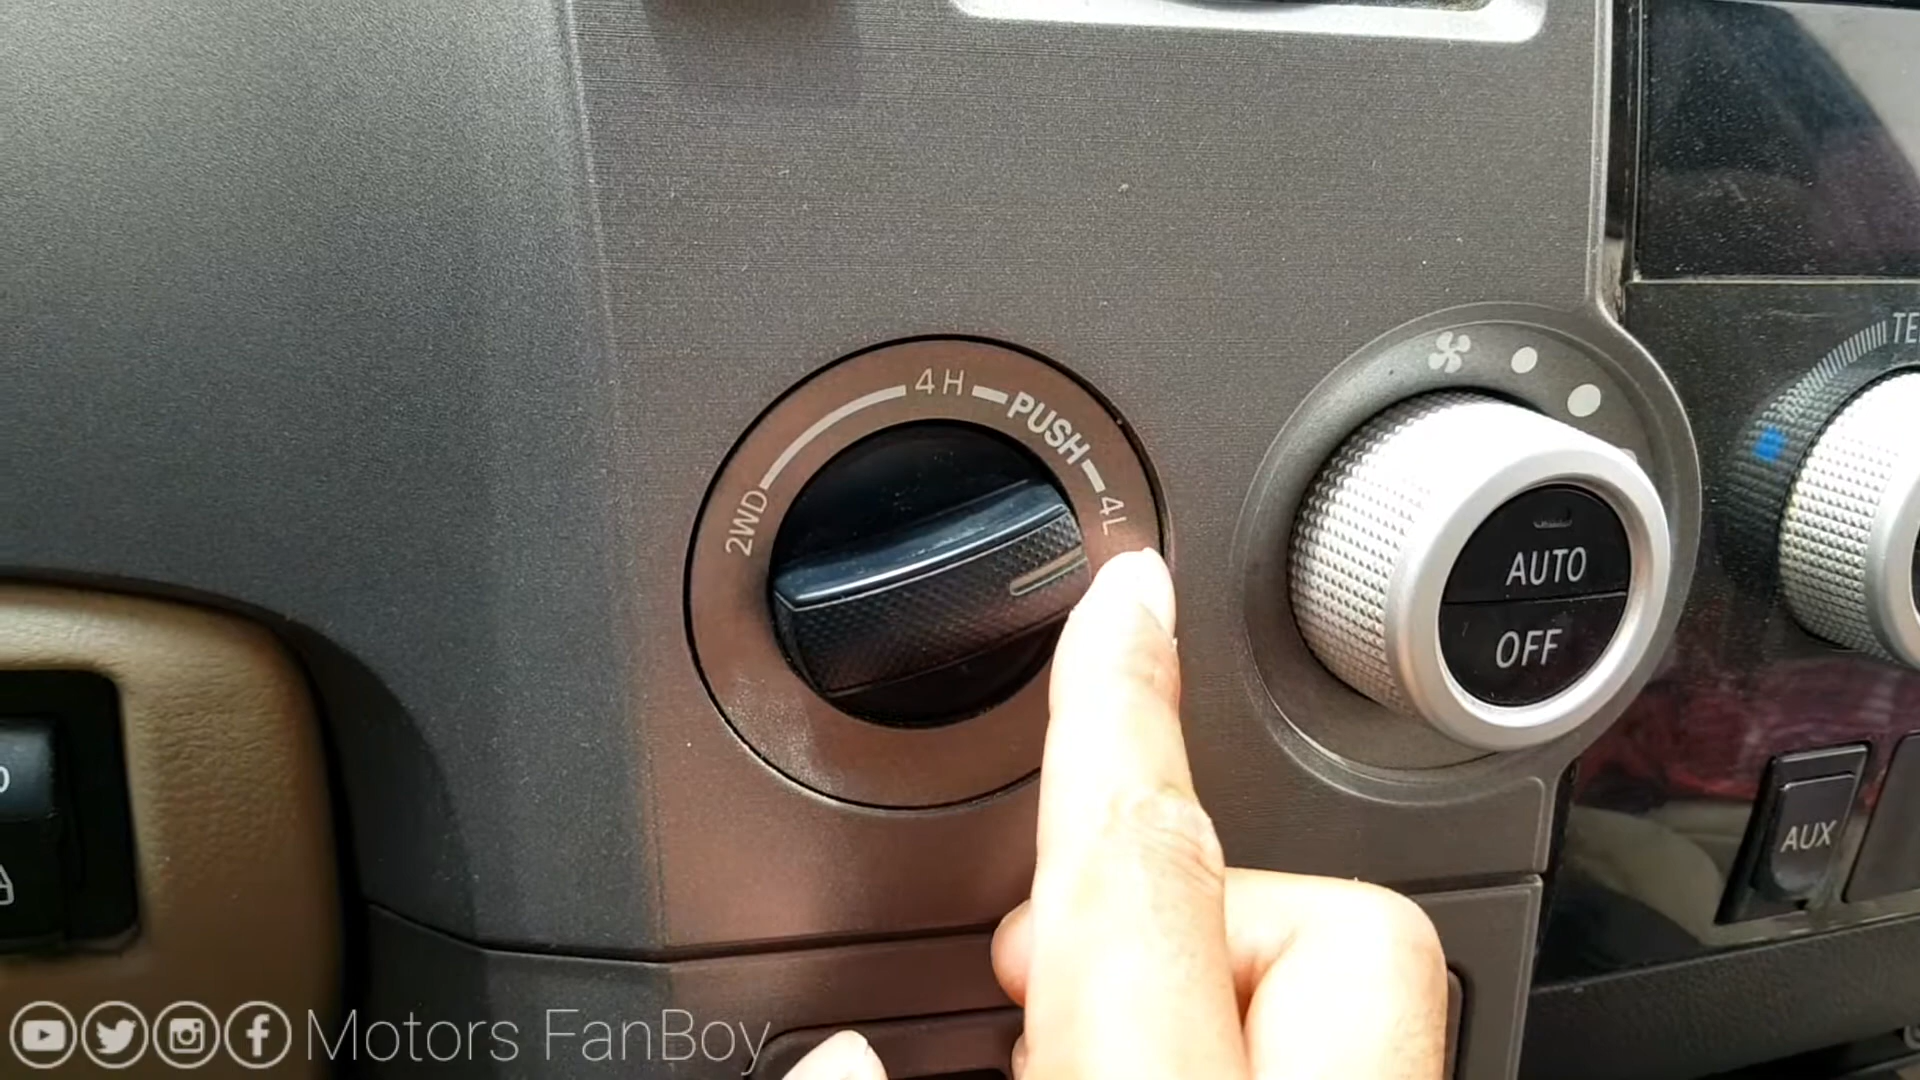 2WD
4H
PUSH
4L
AUTO
OFF
AUX
Motors FanBoy